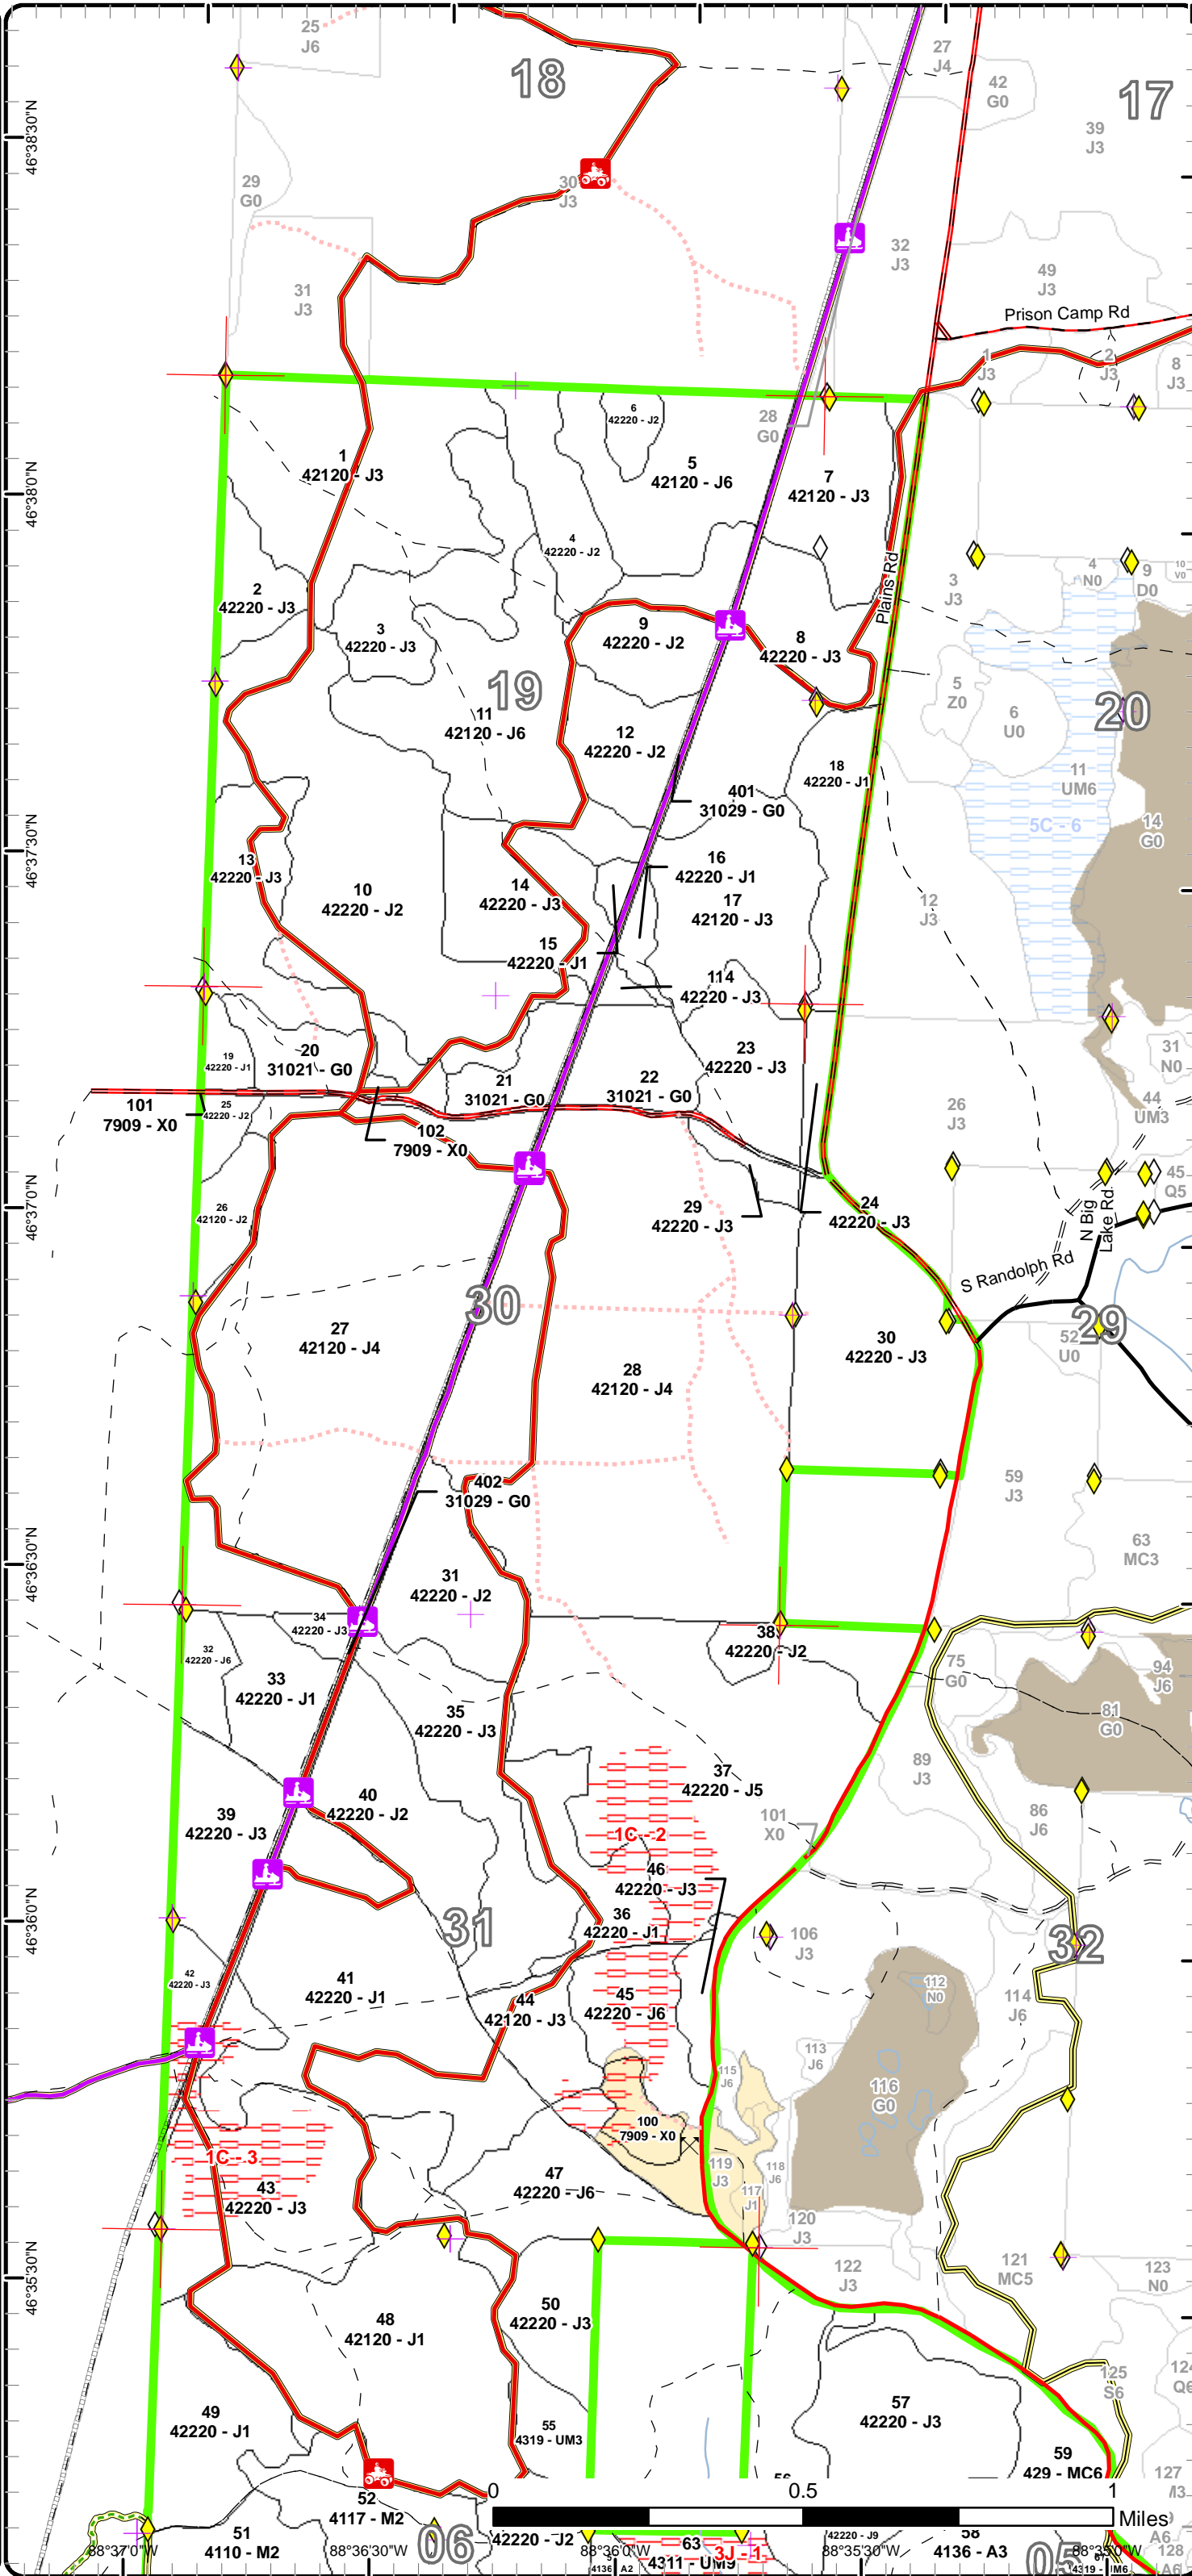 25
J6
18
27
J4
42
G0
17
39
J3
46°38'30"N
29
G0
30
J3
32
J3
49
J3
31
J3
Prison Camp Rd
1
J3
2
J3
8
J3
28
G0
6
42220 - J2
1
42120 - J3
5
42120 - J6
7
42120 - J3
46°38'0"N
4
42220 - J2
Plains Rd
3
J3
4
N0
9
D0
10
V0
2
42220 - J3
3
42220 - J3
9
42220 - J2
8
42220 - J3
19
5
Z0
6
U0
20
11
42120 - J6
12
42220 - J2
18
42220 - J1
11
UM6
401
31029 - G0
5C - 6
14
G0
46°37'30"N
13
42220 - J3
10
42220 - J2
14
42220 - J3
16
42220 - J1
17
42120 - J3
12
J3
15
42220 - J1
114
42220 - J3
19
42220 - J1
20
31021 - G0
23
42220 - J3
31
N0
21
31021 - G0
22
31021 - G0
26
J3
44
UM3
101
7909 - X0
25
42220 - J2
102
7909 - X0
45
Q5
46°37'0"N
26
42120 - J2
29
42220 - J3
24
42220 - J3
N Big
Lake Rd
S Randolph Rd
30
29
27
42120 - J4
30
42220 - J3
52
U0
28
42120 - J4
402
31029 - G0
59
J3
63
MC3
46°36'30"N
31
42220 - J2
34
42220 - J3
32
42220 - J6
33
42220 - J1
38
42220 - J2
75
G0
94
J6
35
42220 - J3
81
G0
37
42220 - J5
89
J3
40
42220 - J2
39
42220 - J3
101
X0
86
J6
1C - 2
46
42220 - J3
46°36'0"N
31
36
42220 - J1
106
J3
32
42
42220 - J3
41
42220 - J1
44
42120 - J3
45
42220 - J6
112
N0
114
J6
113
J6
115
J6
116
G0
100
7909 - X0
1C - 3
43
42220 - J3
47
42220 - J6
119
J3
118
J6
117
J1
120
J3
46°35'30"N
122
J3
121
MC5
123
N0
50
42220 - J3
48
42120 - J1
125
S6
57
42220 - J3
49
42220 - J1
55
4319 - UM3
59
429 - MC6
127
0 0.5 1
Miles
52
4117 - M2
51
4110 - M2
06
42220 - J2
63
4311 - UM9
3J - 1
42220 - J9
58
4136 - A3
05
A6
128
A6
4136 - A2
4319 - UM6
88°37'0"W
88°36'30"W
88°36'0"W
88°35'30"W
88°35'0"W